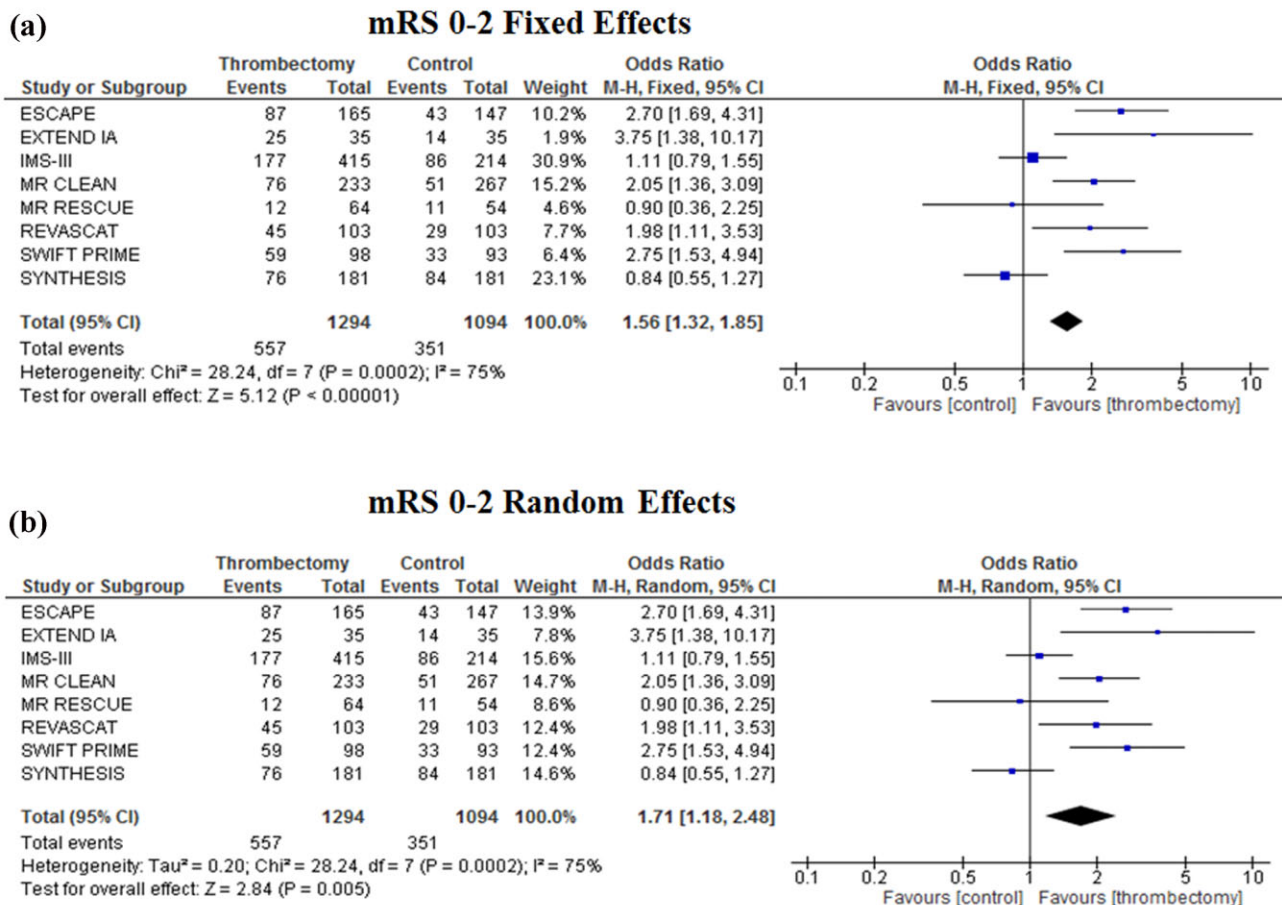 (a)
mRS 0-2 Fixed Effects
Thrombectomy Control Odds Ratio Odds Ratio
Study or Subgroup Events Total Events Total Weight M-H, Fixed, 95% CI M-H, Fixed, 95% CI
ESCAPE 87 165 43 147 10.2% 2.70 [1.69, 4.31]
EXTEND IA 25 35 14 35 1.9% 3.75 [1.38, 10.17]
IMS-III 177 415 86 214 30.9% 1.11 [0.79, 1.55]
MR CLEAN 76 233 51 267 15.2% 2.05 [1.36, 3.09]
MR RESCUE 12 64 11 54 4.6% 0.90 [0.36, 2.25]
REVASCAT 45 103 29 103 7.7% 1.98 [1.11, 3.53]
SWIFT PRIME 59 98 33 93 6.4% 2.75 [1.53, 4.94]
SYNTHESIS 76 181 84 181 23.1% 0.84 [0.55, 1.27]
Total (95% CI) 1294 1094 100.0% 1.56 [1.32, 1.85]
Total events 557 351
Heterogeneity: Chi² = 28.24, df = 7 (P = 0.0002); I² = 75%
Test for overall effect: Z = 5.12 (P < 0.00001)
0.1 0.2 0.5 1 2 5 10
Favours [control] Favours [thrombectomy]
(b)
mRS 0-2 Random Effects
Thrombectomy Control Odds Ratio Odds Ratio
Study or Subgroup Events Total Events Total Weight M-H, Random, 95% CI M-H, Random, 95% CI
ESCAPE 87 165 43 147 13.9% 2.70 [1.69, 4.31]
EXTEND IA 25 35 14 35 7.8% 3.75 [1.38, 10.17]
IMS-III 177 415 86 214 15.6% 1.11 [0.79, 1.55]
MR CLEAN 76 233 51 267 14.7% 2.05 [1.36, 3.09]
MR RESCUE 12 64 11 54 8.6% 0.90 [0.36, 2.25]
REVASCAT 45 103 29 103 12.4% 1.98 [1.11, 3.53]
SWIFT PRIME 59 98 33 93 12.4% 2.75 [1.53, 4.94]
SYNTHESIS 76 181 84 181 14.6% 0.84 [0.55, 1.27]
Total (95% CI) 1294 1094 100.0% 1.71 [1.18, 2.48]
Total events 557 351
Heterogeneity: Tau² = 0.20; Chi² = 28.24, df = 7 (P = 0.0002); I² = 75%
Test for overall effect: Z = 2.84 (P = 0.005)
0.1 0.2 0.5 1 2 5 10
Favours [control] Favours [thrombectomy]